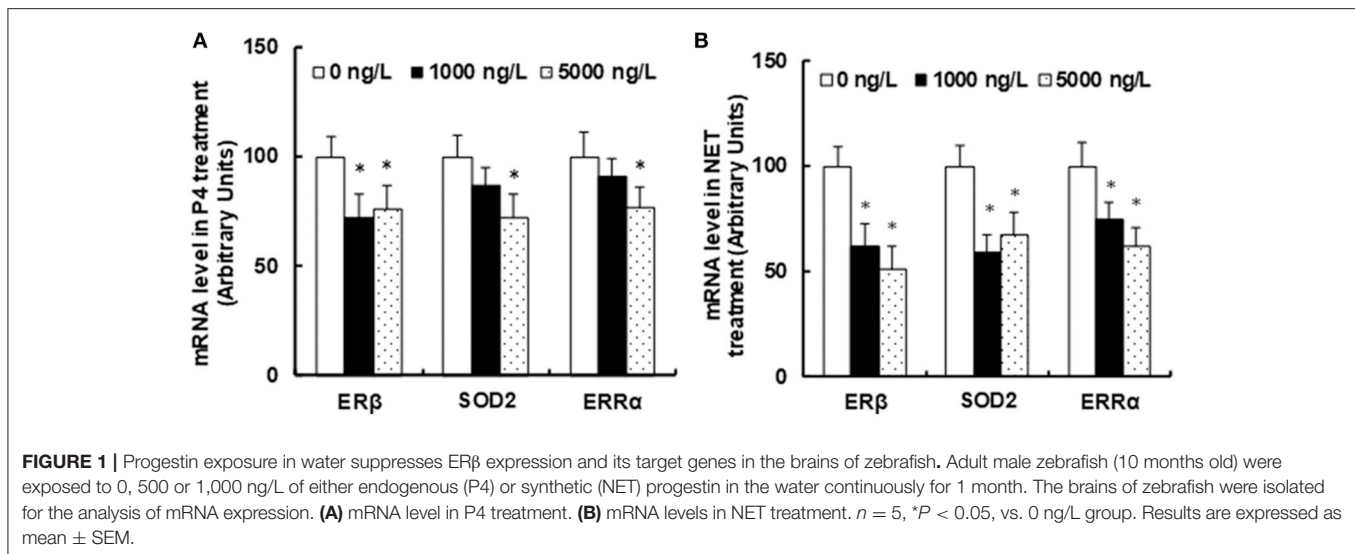 A
150
0 ng/L 1000 ng/L 5000 ng/L
mRNA level in P4 treatment
(Arbitrary Units)
100
* * * *
50
0
ERβ SOD2 ERRα
B
150
0 ng/L 1000 ng/L 5000 ng/L
mRNA level in NET
treatment (Arbitrary Units)
100
* * * * * *
50
0
ERβ SOD2 ERRα
FIGURE 1 | Progestin exposure in water suppresses ERβ expression and its target genes in the brains of zebrafish. Adult male zebrafish (10 months old) were
exposed to 0, 500 or 1,000 ng/L of either endogenous (P4) or synthetic (NET) progestin in the water continuously for 1 month. The brains of zebrafish were isolated
for the analysis of mRNA expression. (A) mRNA level in P4 treatment. (B) mRNA levels in NET treatment. n = 5, *P < 0.05, vs. 0 ng/L group. Results are expressed as
mean ± SEM.